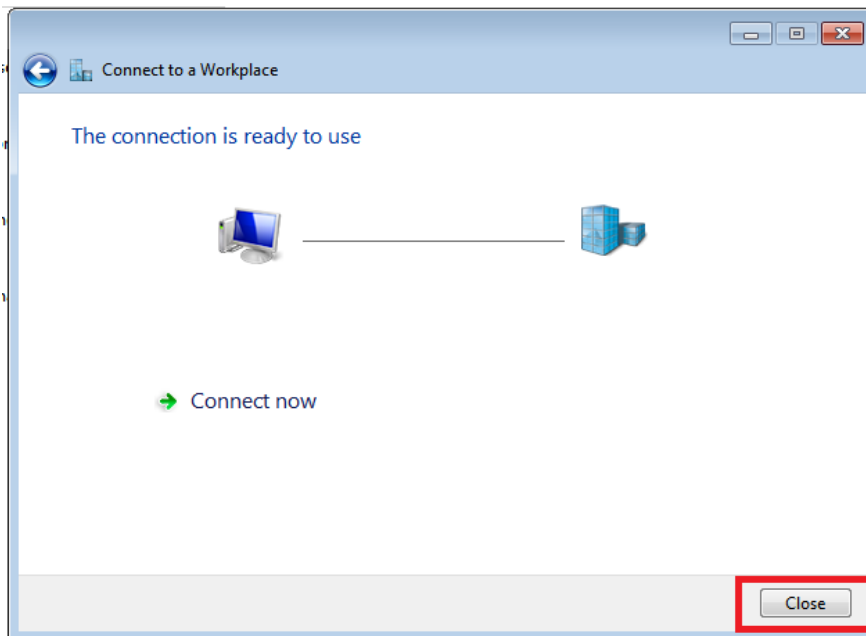 Connect to a Workplace
The connection is ready to use
Connect now
Close